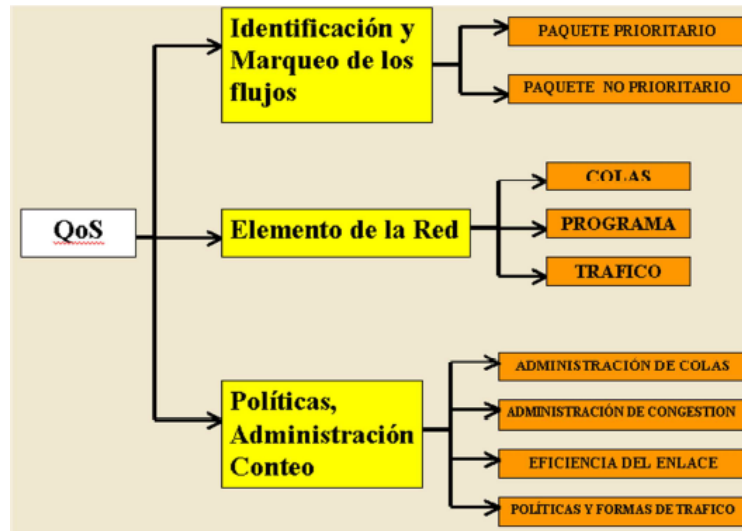 QoS
Identificación y
Marqueo de los
flujos
PAQUETE PRIORITARIO
PAQUETE NO PRIORITARIO
Elemento de la Red
COLAS
PROGRAMA
TRAFICO
Políticas,
Administración
Conteo
ADMINISTRACIÓN DE COLAS
ADMINISTRACIÓN DE CONGESTION
EFICIENCIA DEL ENLACE
POLÍTICAS Y FORMAS DE TRAFICO